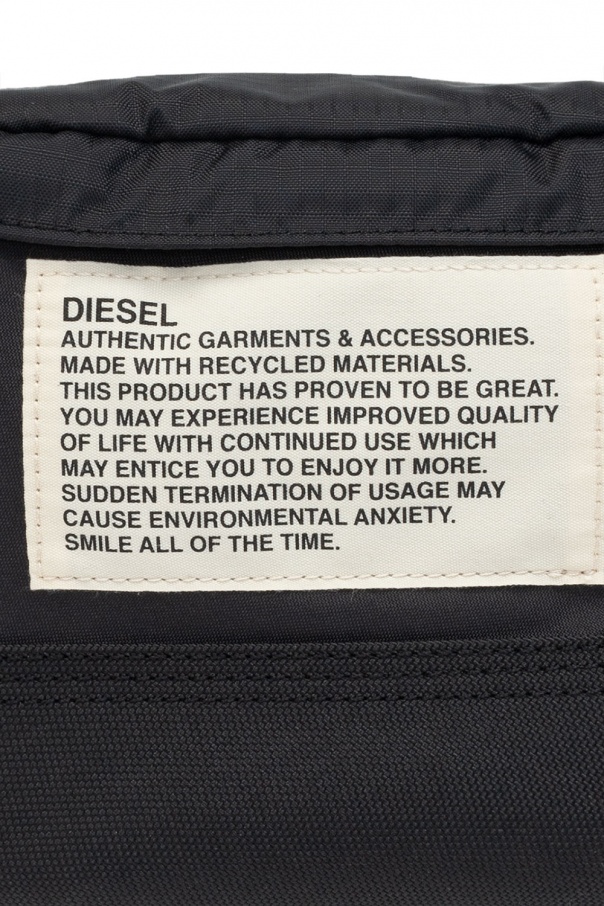 DIESEL
AUTHENTIC GARMENTS & ACCESSORIES.
MADE WITH RECYCLED MATERIALS.
THIS PRODUCT HAS PROVEN TO BE GREAT.
YOU MAY EXPERIENCE IMPROVED QUALITY
OF LIFE WITH CONTINUED USE WHICH
MAY ENTICE YOU TO ENJOY IT MORE.
SUDDEN TERMINATION OF USAGE MAY
CAUSE ENVIRONMENTAL ANXIETY.
SMILE ALL OF THE TIME.